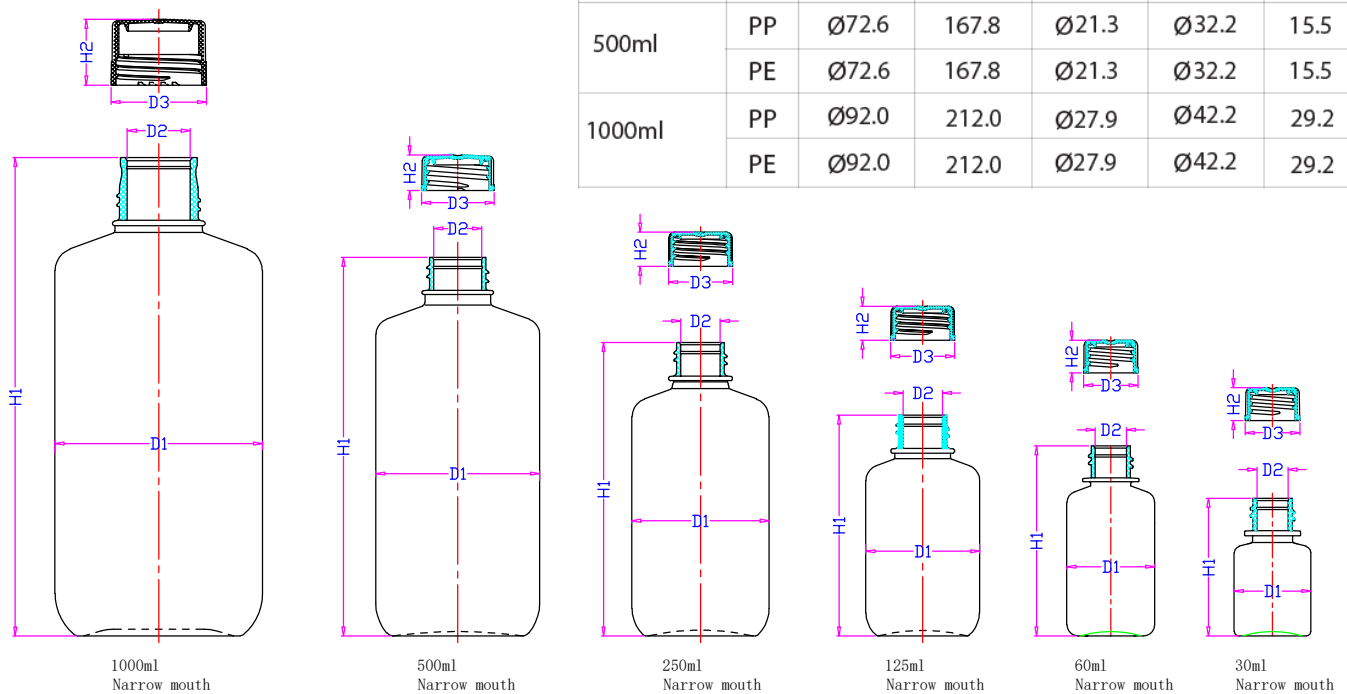 500ml PP Ø72.6 167.8 Ø21.3 Ø32.2 15.5
PE Ø72.6 167.8 Ø21.3 Ø32.2 15.5
1000ml PP Ø92.0 212.0 Ø27.9 Ø42.2 29.2
PE Ø92.0 212.0 Ø27.9 Ø42.2 29.2
H2
D3
D2
H1
D1
1000ml
Narrow mouth
H2
D3
D2
H1
D1
500ml
Narrow mouth
H2
D3
D2
H1
D1
250ml
Narrow mouth
H2
D3
D2
H1
D1
125ml
Narrow mouth
H2
D3
D2
H1
D1
60ml
Narrow mouth
H2
D3
D2
H1
D1
30ml
Narrow mouth